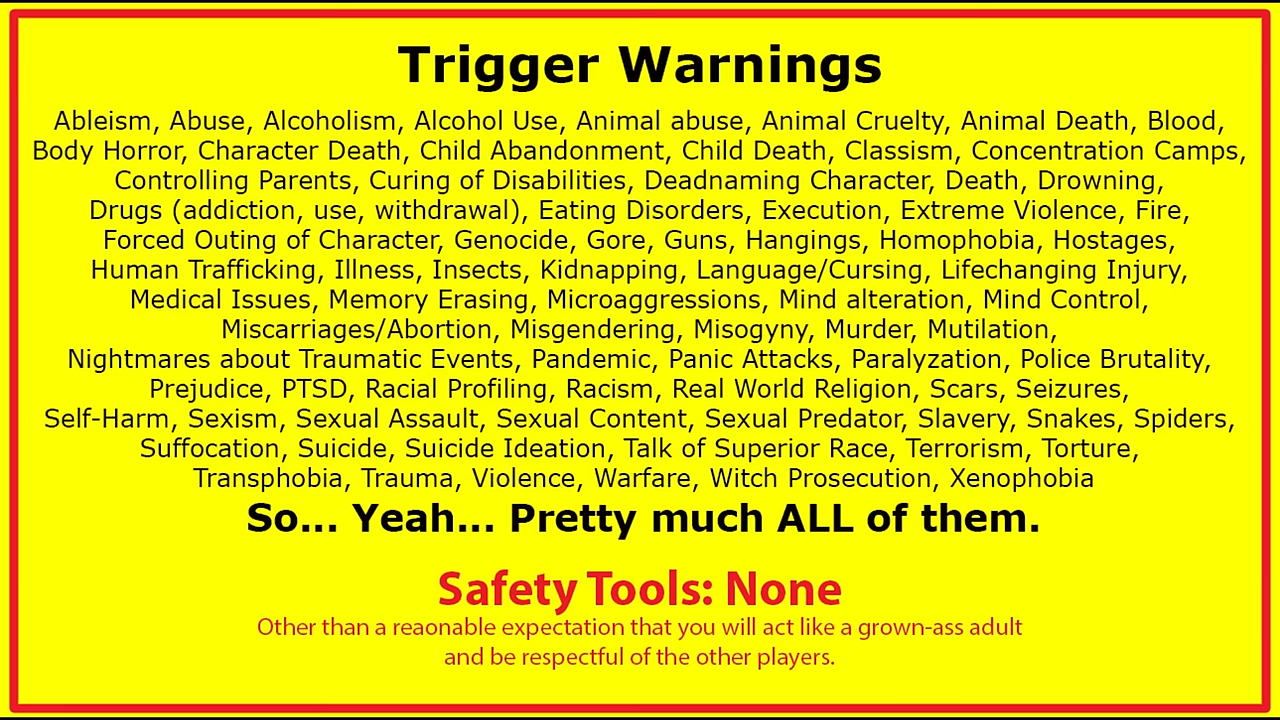 Trigger Warnings
Ableism, Abuse, Alcoholism, Alcohol Use, Animal abuse, Animal Cruelty, Animal Death, Blood,
Body Horror, Character Death, Child Abandonment, Child Death, Classism, Concentration Camps,
Controlling Parents, Curing of Disabilities, Deadnaming Character, Death, Drowning,
Drugs (addiction, use, withdrawal), Eating Disorders, Execution, Extreme Violence, Fire,
Forced Outing of Character, Genocide, Gore, Guns, Hangings, Homophobia, Hostages,
Human Trafficking, Illness, Insects, Kidnapping, Language/Cursing, Lifechanging Injury,
Medical Issues, Memory Erasing, Microaggressions, Mind alteration, Mind Control,
Miscarriages/Abortion, Misgendering, Misogyny, Murder, Mutilation,
Nightmares about Traumatic Events, Pandemic, Panic Attacks, Paralyzation, Police Brutality,
Prejudice, PTSD, Racial Profiling, Racism, Real World Religion, Scars, Seizures,
Self-Harm, Sexism, Sexual Assault, Sexual Content, Sexual Predator, Slavery, Snakes, Spiders,
Suffocation, Suicide, Suicide Ideation, Talk of Superior Race, Terrorism, Torture,
Transphobia, Trauma, Violence, Warfare, Witch Prosecution, Xenophobia
So... Yeah... Pretty much ALL of them.
Safety Tools: None
Other than a reaonable expectation that you will act like a grown-ass adult
and be respectful of the other players.